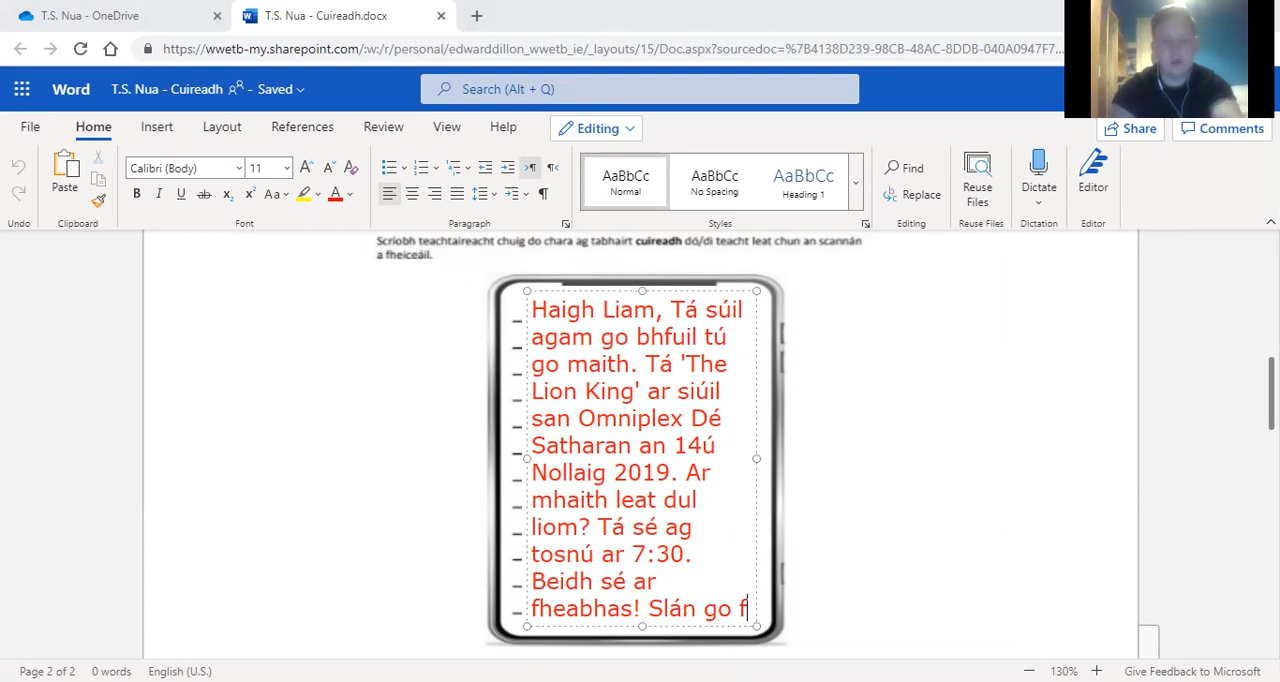 T.S. Nua - OneDrive
T.S. Nua - Cuireadh.docx
https://wwetb-my.sharepoint.com/:w:/r/personal/edwarddillon_wwetb_ie/_layouts/15/Doc.aspx?sourcedoc=%7B4138D239-98CB-48AC-8DDB-040A0947F7...
Word T.S. Nua - Cuireadh - Saved
Search (Alt + Q)
File Home Insert Layout References Review View Help Editing Share Comments
Calibri (Body) 11
Paste
AaBbCc AaBbCc AaBbCc
Normal No Spacing Heading 1
Find
Replace
Reuse Files
Dictate
Editor
Undo Clipboard Font Paragraph Styles Editing Reuse Files Dictation Editor
Scríobh teachtaireacht chuig do chara ag tabhairt cuireadh dó/di teacht leat chun an scannán
a fheiceáil.
Haigh Liam, Tá súil
agam go bhfuil tú
go maith. Tá 'The
Lion King' ar siúil
san Omniplex Dé
Satharan an 14ú
Nollaig 2019. Ar
mhaith leat dul
liom? Tá sé ag
tosnú ar 7:30.
Beidh sé ar
fheabhas! Slán go f
Page 2 of 2 0 words English (U.S.) 130% Give Feedback to Microsoft